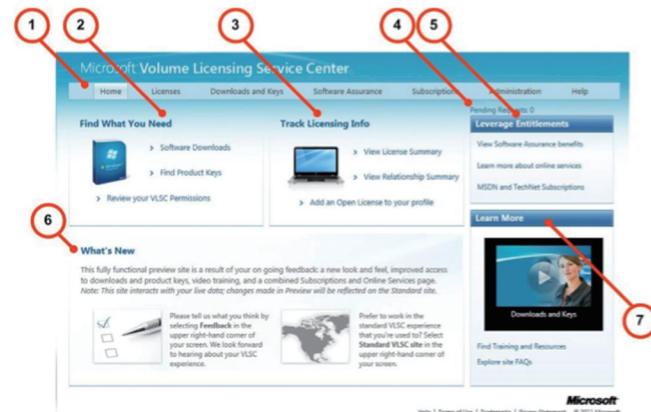 1
2
3
4
5
Microsoft Volume Licensing Service Center
Home Licenses Downloads and Keys Software Assurance Subscriptions Administration Help
Pending Requests: 0
Find What You Need
Software Downloads
Find Product Keys
Review your VLSC Permissions
Track Licensing Info
View License Summary
View Relationship Summary
Add an Open License to your profile
Leverage Entitlements
View Software Assurance benefits
Learn more about online services
MSDN and TechNet Subscriptions
6
What's New
This fully functional preview site is a result of your on going feedback: a new look and feel, improved access
to downloads and product keys, video training, and a combined Subscriptions and Online Services page.
Note: This site interacts with your live data; changes made in Preview will be reflected on the Standard site.
Please tell us what you think by
selecting Feedback in the
upper right-hand corner of
your screen. We look forward
to hearing about your VLSC
experience.
Prefer to work in the
standard VLSC experience
that you're used to? Select
Standard VLSC site in the
upper right-hand corner of
your screen.
Learn More
Downloads and Keys
7
Find Training and Resources
Explore site FAQs
Microsoft
Help | Terms of Use | Trademarks | Privacy Statement © 2011 Microsoft